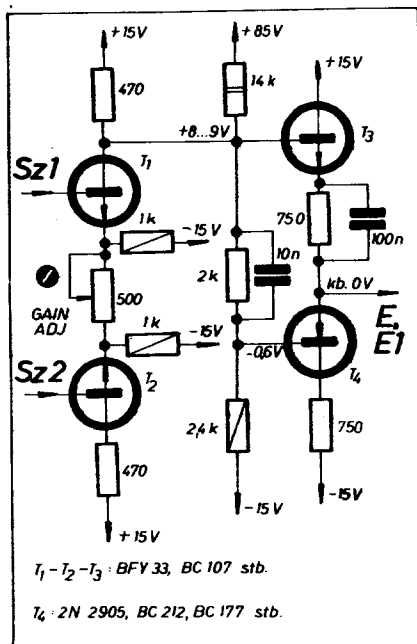 +15V
+85V
+15V
470
14k
+8...9V
T3
Sz1
T1
1k
-15V
750
100n
10n
2k
GAIN
ADJ
500
kb. 0V
E.
E1
1k
-15V
-0,6V
Sz2
T2
T4
470
2,4k
750
+15V
-15V
-15V
T1-T2-T3: BFY 33, BC 107 stb.
T4: 2N 2905, BC 212, BC 177 stb.